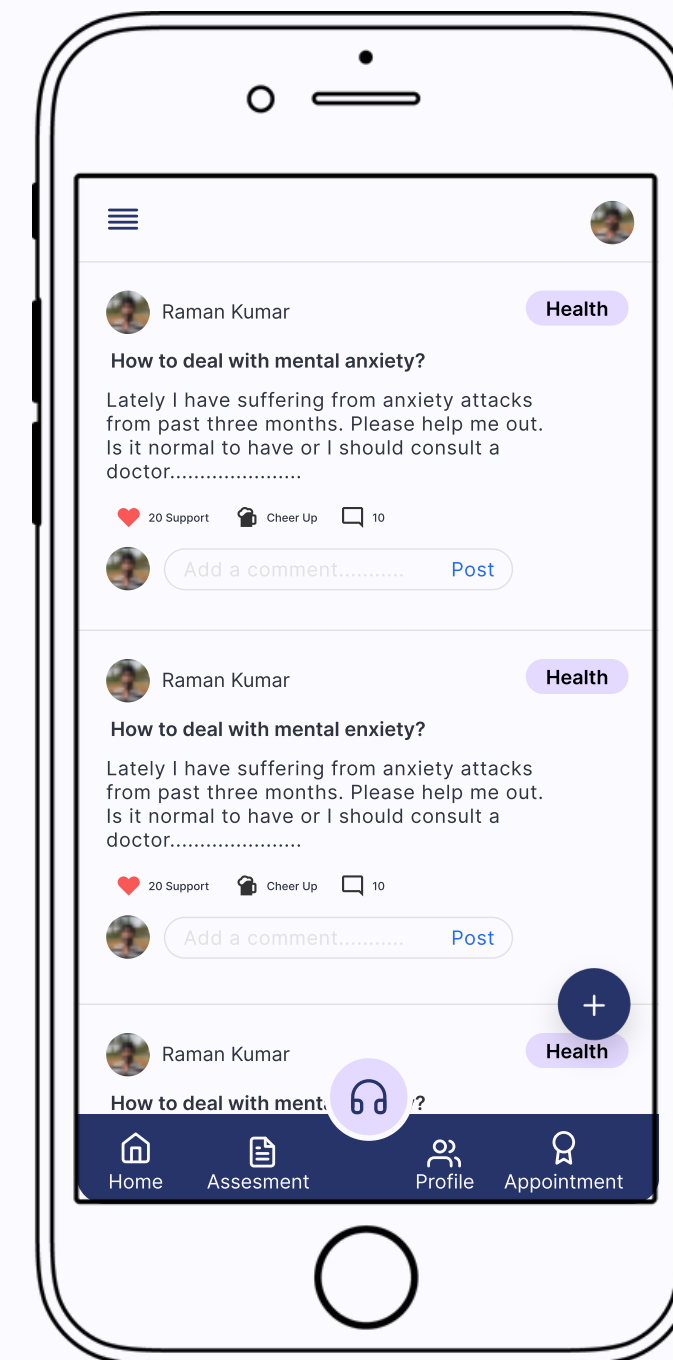 Raman Kumar
Health
How to deal with mental anxiety?
Lately I have suffering from anxiety attacks
from past three months. Please help me out.
Is it normal to have or I should consult a
doctor......................
20 Support Cheer Up 10
Add a comment........... Post
Raman Kumar
Health
How to deal with mental enxiety?
Lately I have suffering from anxiety attacks
from past three months. Please help me out.
Is it normal to have or I should consult a
doctor......................
20 Support Cheer Up 10
Add a comment........... Post
Raman Kumar
Health
How to deal with ?
Home Assesment Profile Appointment